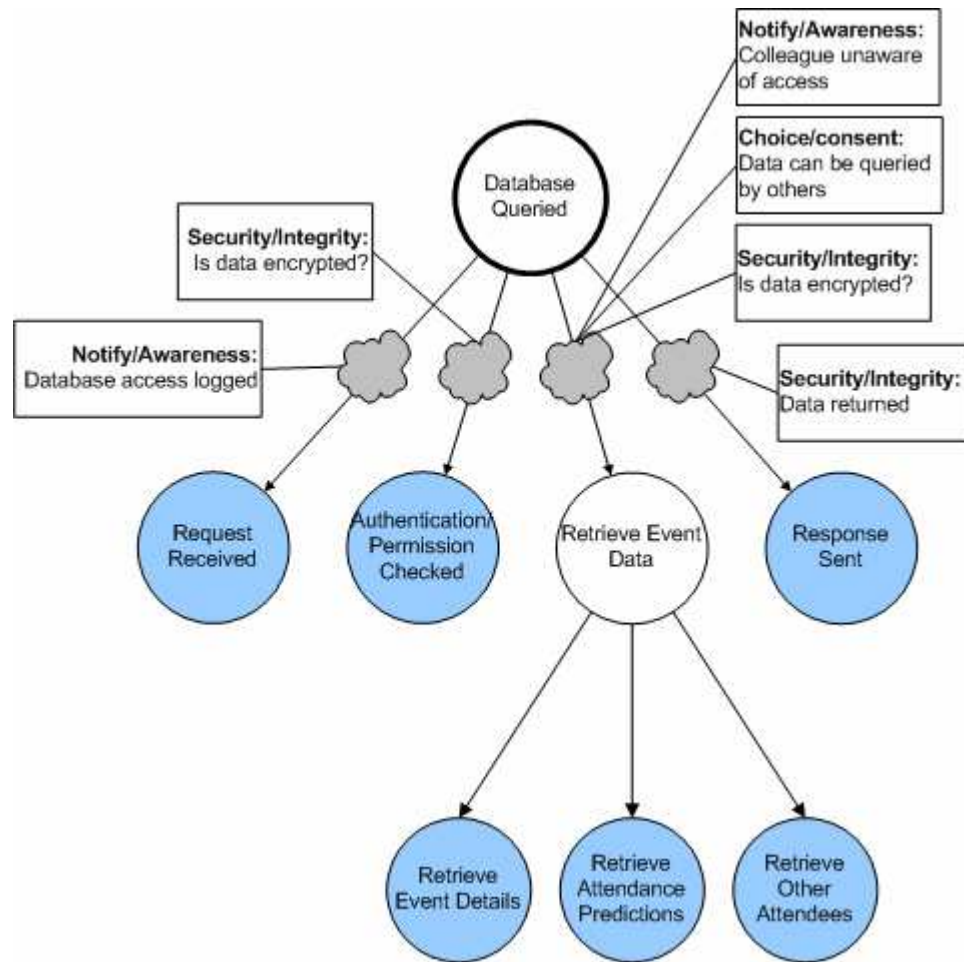 Notify/Awareness:
Colleague unaware
of access
Choice/consent:
Data can be queried
by others
Database
Queried
Security/Integrity:
Is data encrypted?
Security/Integrity:
Is data encrypted?
Notify/Awareness:
Database access logged
Security/Integrity:
Data returned
Request
Received
Authentication/
Permission
Checked
Retrieve Event
Data
Response
Sent
Retrieve
Event Details
Retrieve
Attendance
Predictions
Retrieve
Other
Attendees